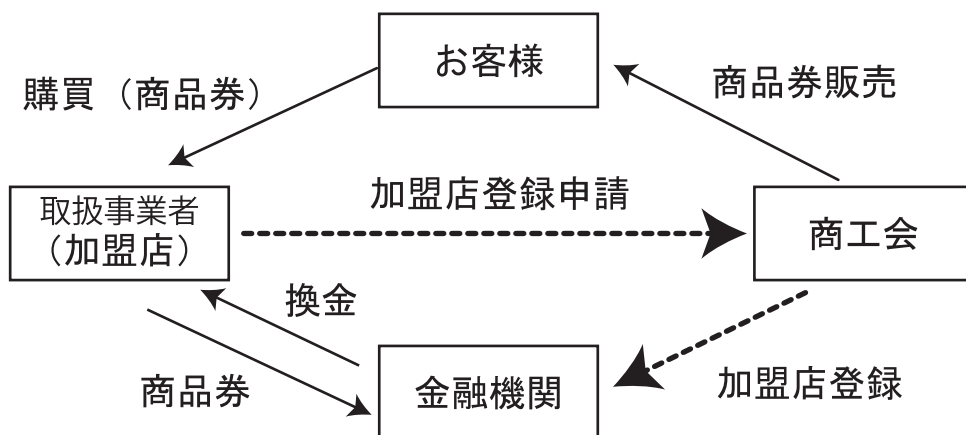 お客様
購買（商品券）
商品券販売
加盟店登録申請
取扱事業者
（加盟店）
商工会
換金
商品券
金融機関
加盟店登録